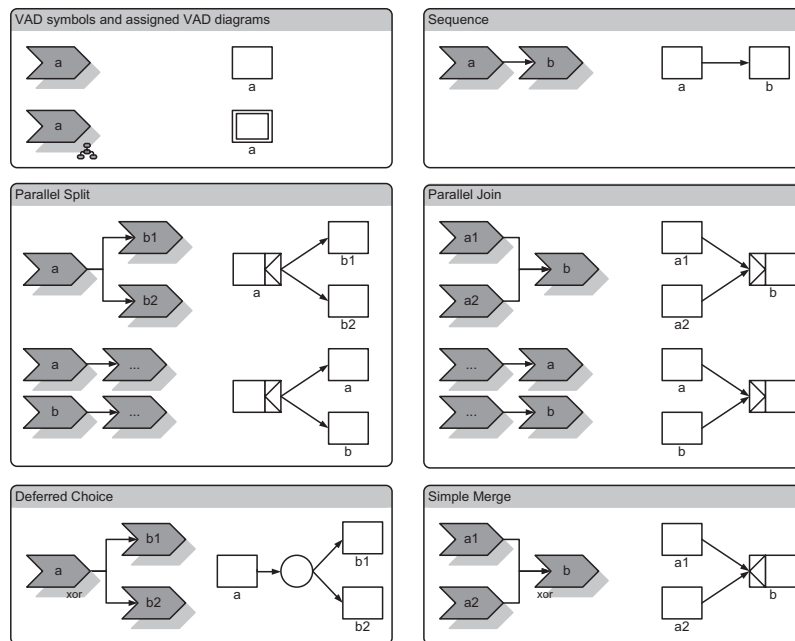 VAD symbols and assigned VAD diagrams
a
a
a
a
Sequence
a b
a b
Parallel Split
a
b1
b2
a
b1
b2
a ...
b ...
a
b
Parallel Join
a1
a2
b
a1
a2
b
... a
... b
a
b
Deferred Choice
a
xor
b1
b2
a
b1
b2
Simple Merge
a1
a2
b
xor
a1
a2
b